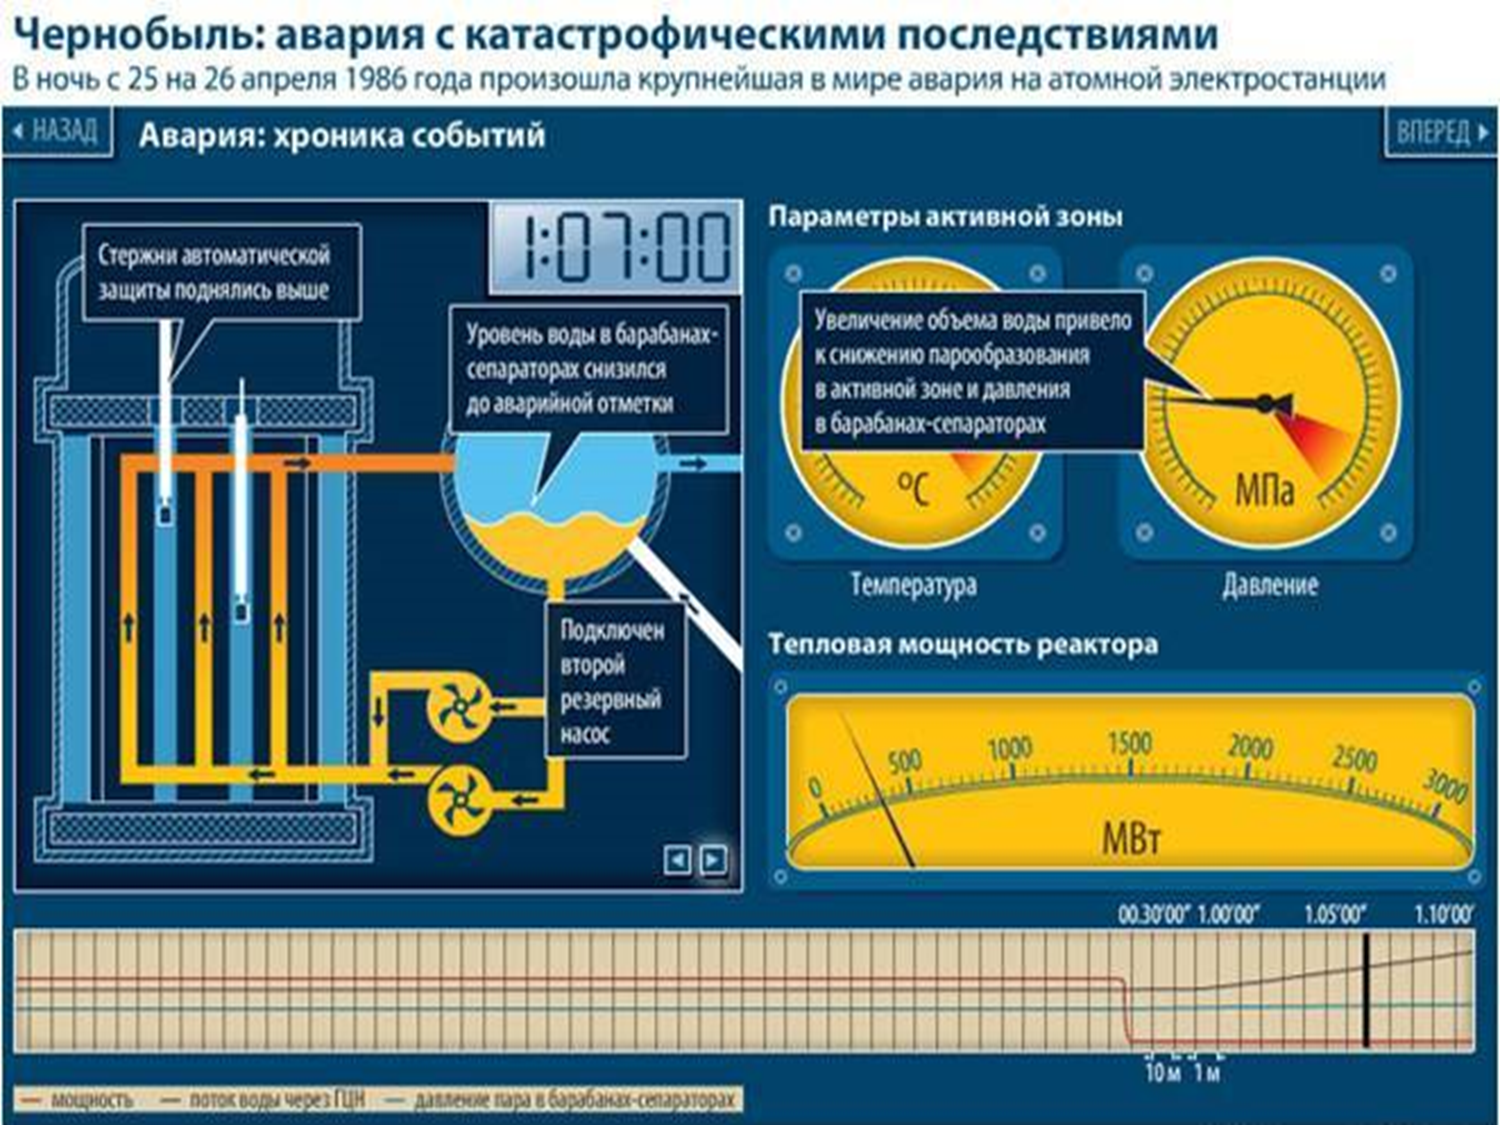 Чернобыль: авария с катастрофическими последствиями
В ночь с 25 на 26 апреля 1986 года произошла крупнейшая в мире авария на атомной электростанции
НАЗАД
Авария: хроника событий
ВПЕРЕД
1:07:00
Стержни автоматической
защиты поднялись выше
Уровень воды в барабанах-
сепараторах снизился
до аварийной отметки
Подключен
второй
резервный
насос
Параметры активной зоны
Увеличение объема воды привело
к снижению парообразования
в активной зоне и давления
в барабанах-сепараторах
°C
МПа
Температура
Давление
Тепловая мощность реактора
0 500 1000 1500 2000 2500 3000
МВт
00.30'00" 1.00'00" 1.05'00" 1.10'00'
10 м 1 м
мощность поток воды через ГЦН давление пара в барабанах-сепараторах